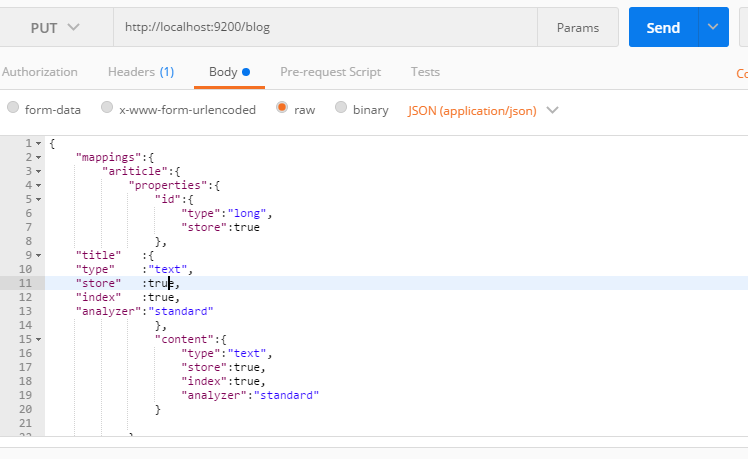 PUT http://localhost:9200/blog Params Send
Authorization Headers (1) Body Pre-request Script Tests Co
form-data x-www-form-urlencoded raw binary JSON (application/json)
1 {
2 "mappings":{
3 "ariticle":{
4 "properties":{
5 "id":{
6 "type":"long",
7 "store":true
8 },
9 "title" :{
10 "type" :"text",
11 "store" :true,
12 "index" :true,
13 "analyzer":"standard"
14 },
15 "content":{
16 "type":"text",
17 "store":true,
18 "index":true,
19 "analyzer":"standard"
20 }
21
22 }